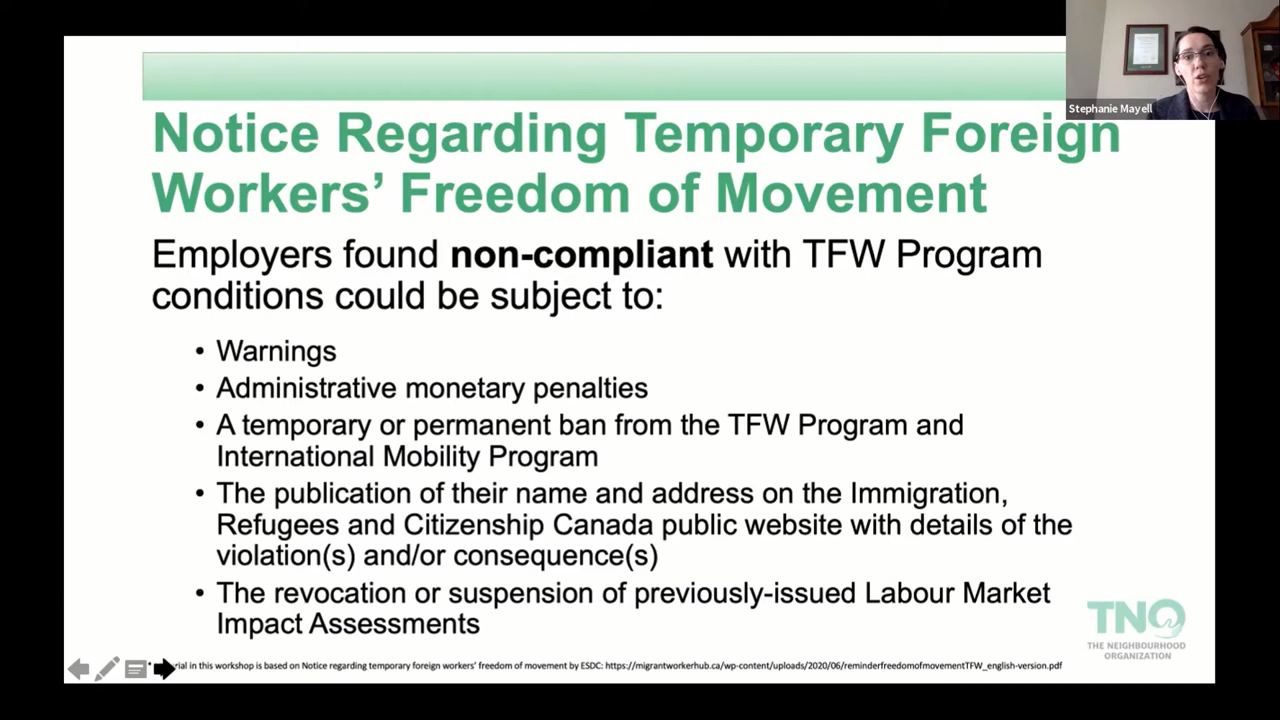 Stephanie Mayell
Notice Regarding Temporary Foreign
Workers’ Freedom of Movement
Employers found non-compliant with TFW Program
conditions could be subject to:
• Warnings
• Administrative monetary penalties
• A temporary or permanent ban from the TFW Program and
International Mobility Program
• The publication of their name and address on the Immigration,
Refugees and Citizenship Canada public website with details of the
violation(s) and/or consequence(s)
• The revocation or suspension of previously-issued Labour Market
Impact Assessments
TNO
THE NEIGHBOURHOOD
ORGANIZATION
in this workshop is based on Notice regarding temporary foreign workers’ freedom of movement by ESDC: https://migrantworkerhub.ca/wp-content/uploads/2020/06/reminderfreedomofmovementTFW_english-version.pdf